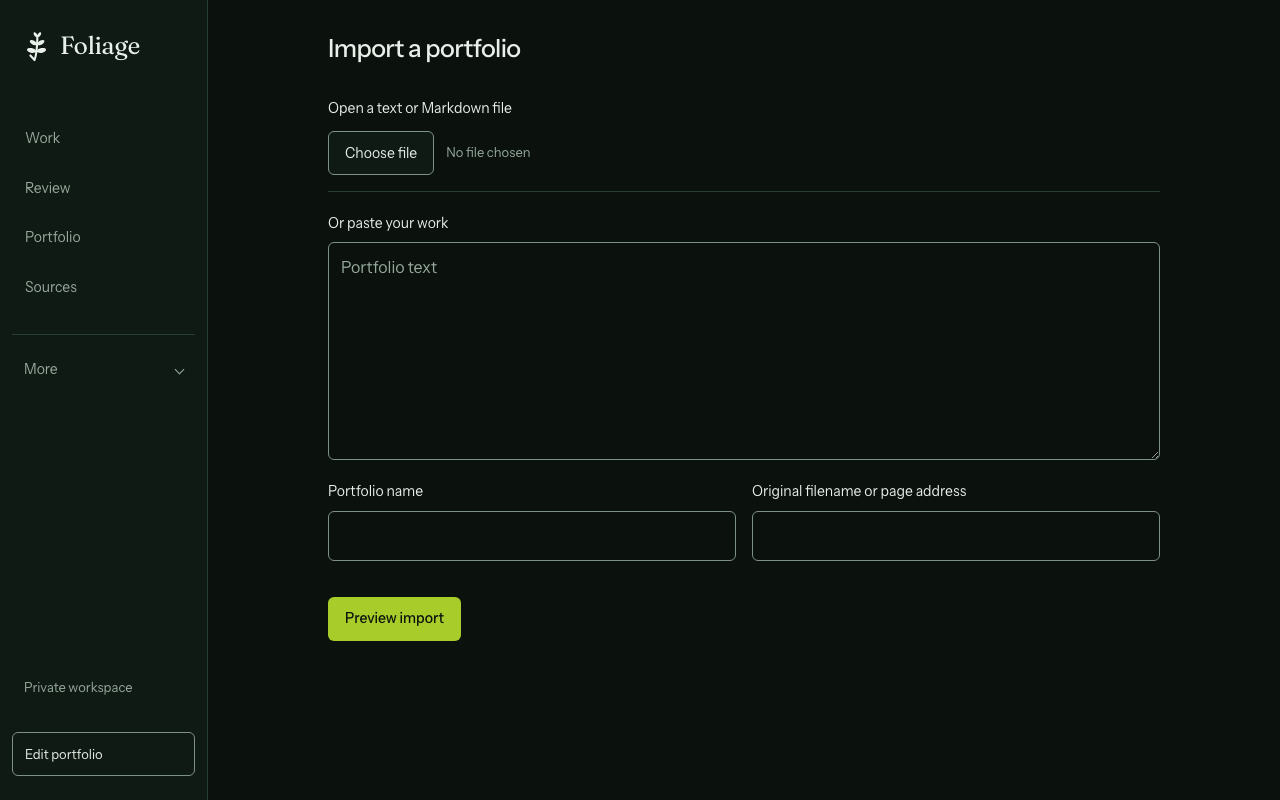 Foliage
Work
Review
Portfolio
Sources
More
Private workspace
Edit portfolio
Import a portfolio
Open a text or Markdown file
Choose file No file chosen
Or paste your work
Portfolio text
Portfolio name
Original filename or page address
Preview import